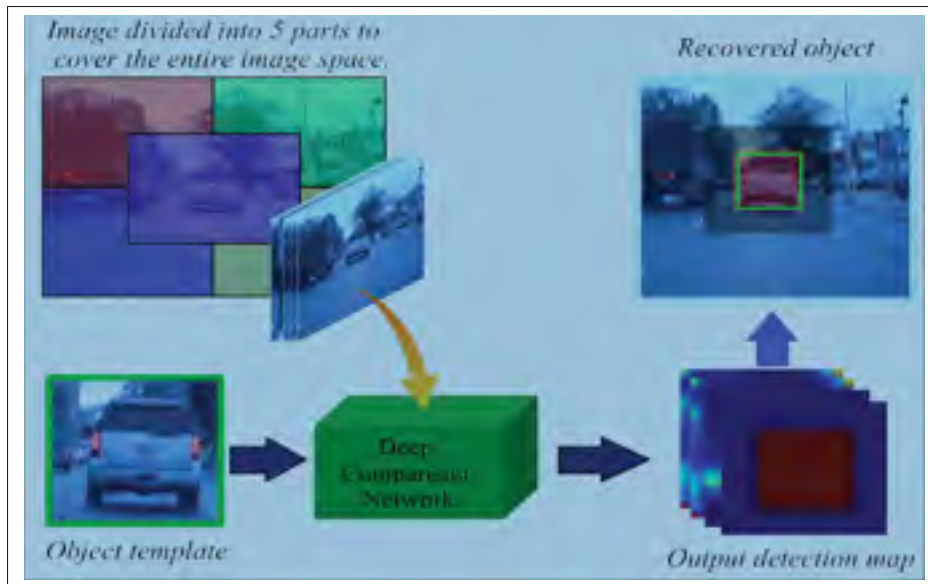 Image divided into 5 parts to
cover the entire image space.
Recovered object
Deep
Comparison
Network
Object template
Output detection map